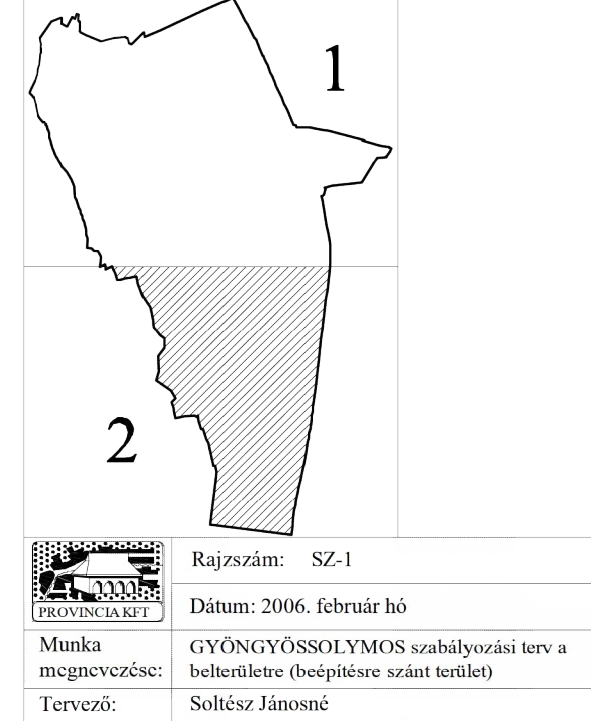 1
2
PROVINCIA KFT
Rajzszám: SZ-1
Dátum: 2006. február hó
Munka
megnevezése:
GYÖNGYÖSSOLYMOS szabályozási terv a
belterületre (beépítésre szánt terület)
Tervező: Soltész Jánosné